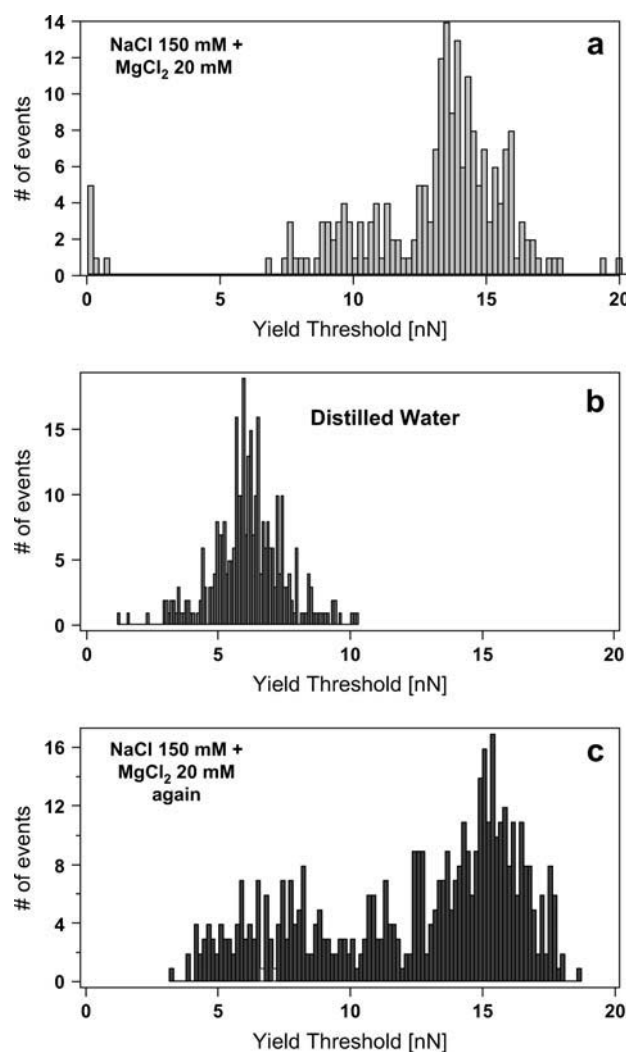 14
12
10
8
6
4
2
0
# of events
NaCl 150 mM +
MgCl₂ 20 mM
a
0 5 10 15 20
Yield Threshold [nN]
15
10
5
0
# of events
Distilled Water
b
0 5 10 15 20
Yield Threshold [nN]
16
12
8
4
0
# of events
NaCl 150 mM +
MgCl₂ 20 mM
again
c
0 5 10 15 20
Yield Threshold [nN]